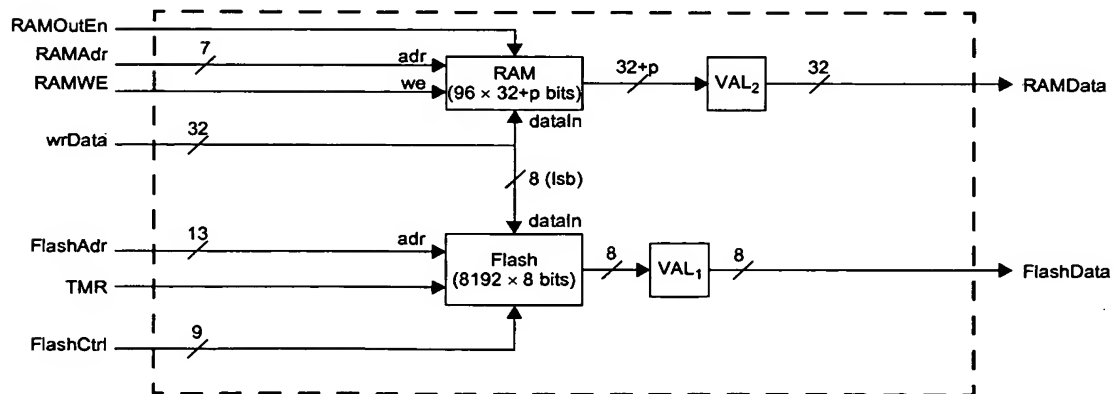 RAMOutEn
RAMAdr
7
adr
RAMWE
we
RAM
(96 × 32+p bits)
32+p
VAL2
32
RAMData
dataIn
wrData
32
8 (lsb)
dataIn
FlashAdr
13
adr
Flash
(8192 × 8 bits)
8
VAL1
8
FlashData
TMR
FlashCtrl
9